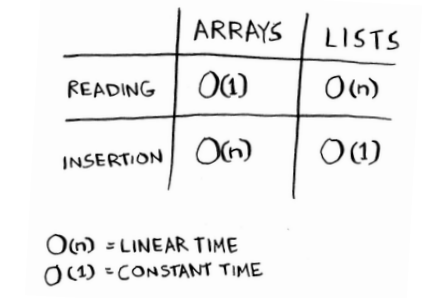 ARRAYS LISTS
READING O(1) O(n)
INSERTION O(n) O(1)
O(n) = LINEAR TIME
O(1) = CONSTANT TIME